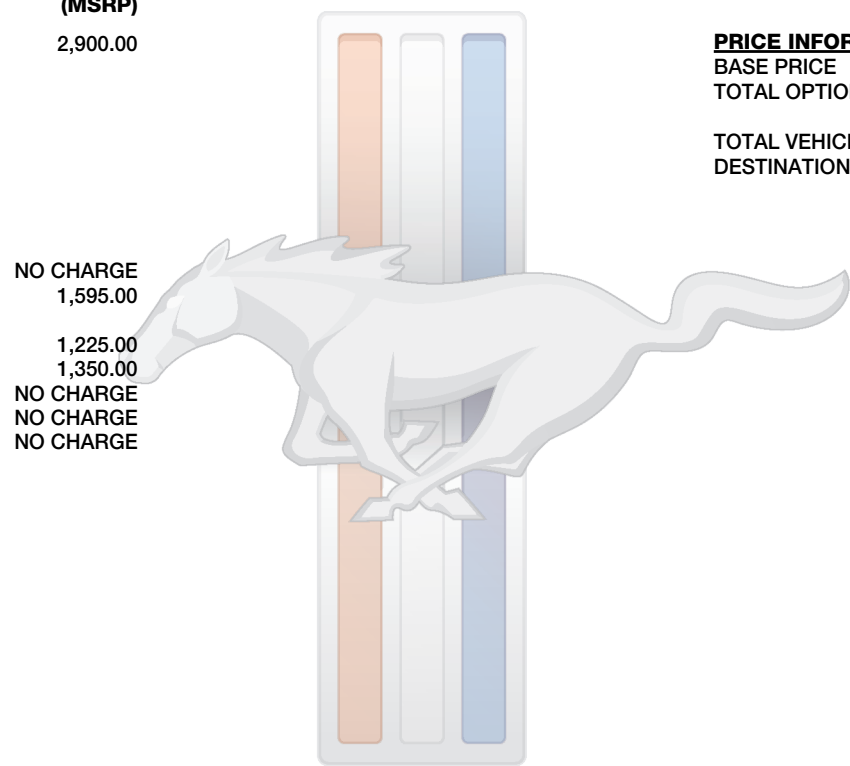 (MSRP)
2,900.00
NO CHARGE
1,595.00
1,225.00
1,350.00
NO CHARGE
NO CHARGE
NO CHARGE
PRICE INFOR
BASE PRICE
TOTAL OPTIO
TOTAL VEHICL
DESTINATION